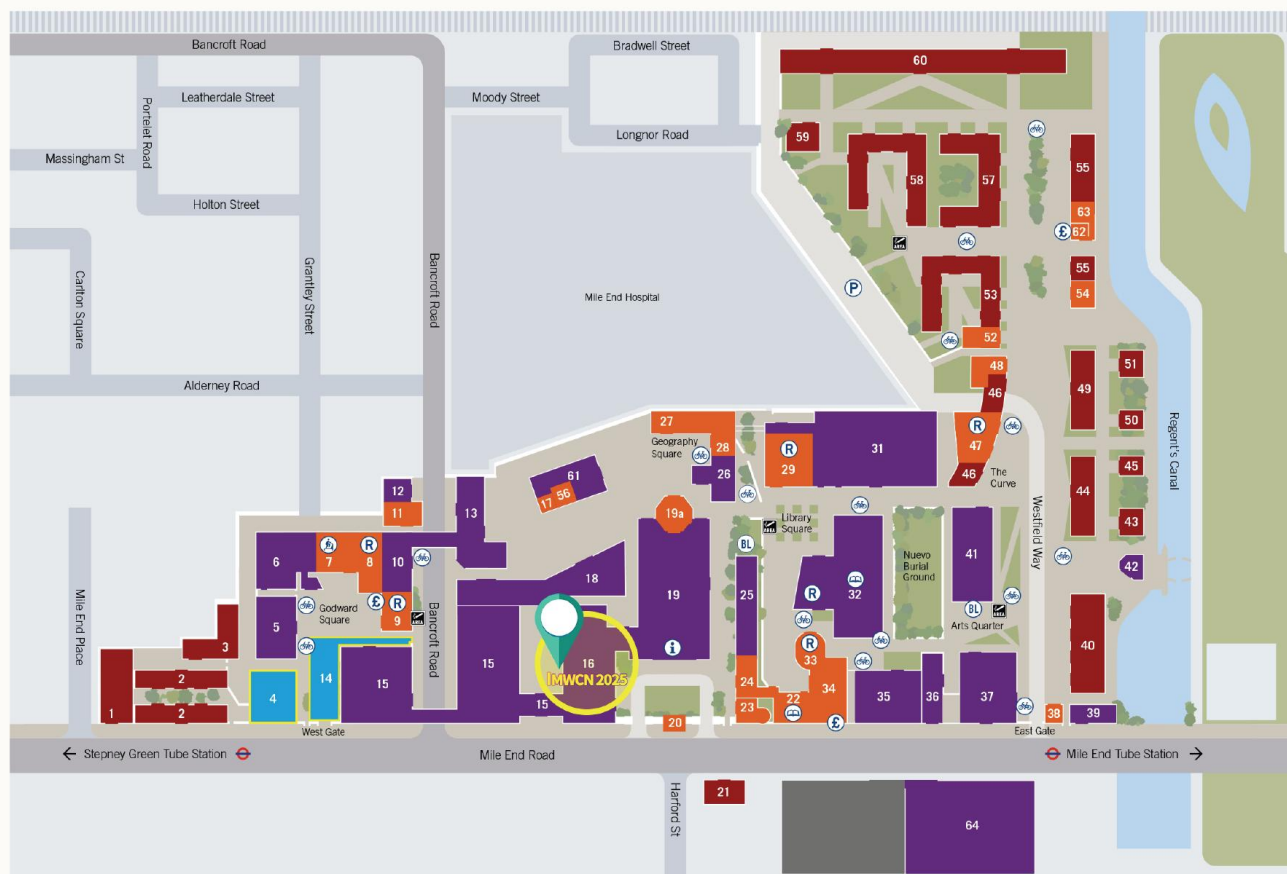 Bancroft Road
Bradwell Street
60
Leatherdale Street
Moody Street
Portelet Road
Longnor Road
59
55
Massingham St
58
57
Holton Street
63
£
62
AREA
Carlton Square
Grantley Street
Bancroft Road
Mile End Hospital
P
55
53
54
52
Alderney Road
48
51
49
46
27
Geography
Square
28
R
29
31
R
47
50
Regent's Canal
61
26
46
The
Curve
45
12
17
56
44
11
13
19a
Library
Square
AREA
Westfield Way
43
6
7
R
8
10
BL
41
42
18
Nuevo
Burial
Ground
£
R
9
AREA
R
32
25
19
Godward
Square
5
BL
AREA
Arts Quarter
Mile End Place
3
Bancroft Road
15
16
i
R
33
40
IMWCN 2025
2
14
15
24
34
4
22
35
36
37
1
2
15
20
23
£
38
39
West Gate
East Gate
← Stepney Green Tube Station
Mile End Road
Mile End Tube Station →
Harford St
21
64